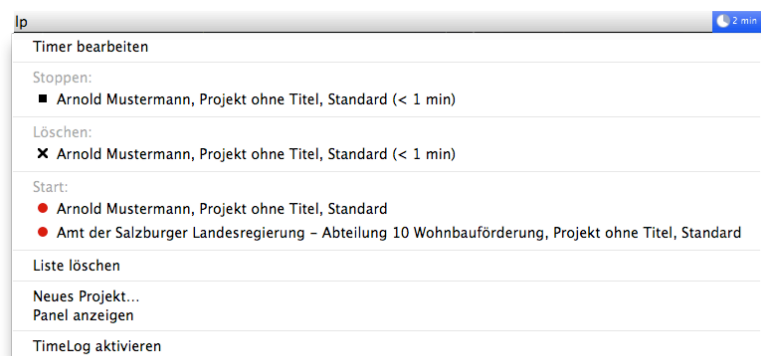 lp
2 min
Timer bearbeiten
Stoppen:
Arnold Mustermann, Projekt ohne Titel, Standard (< 1 min)
Löschen:
Arnold Mustermann, Projekt ohne Titel, Standard (< 1 min)
Start:
Arnold Mustermann, Projekt ohne Titel, Standard
Amt der Salzburger Landesregierung – Abteilung 10 Wohnbauförderung, Projekt ohne Titel, Standard
Liste löschen
Neues Projekt...
Panel anzeigen
TimeLog aktivieren